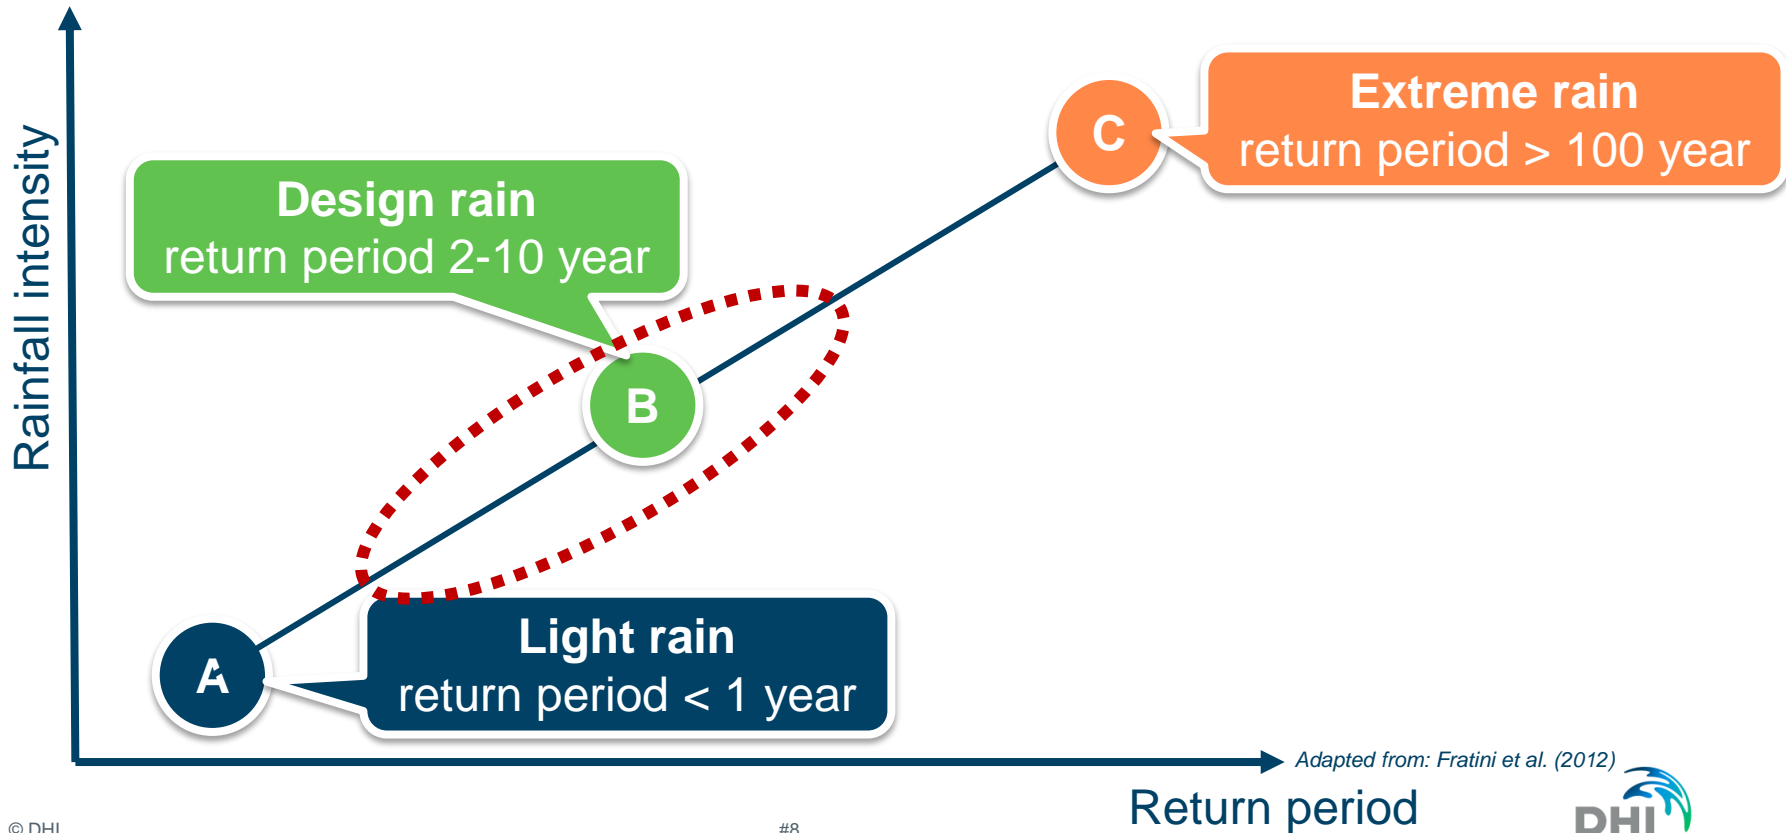 Rainfall intensity
Design rain
return period 2-10 year
Extreme rain
return period > 100 year
C
B
A
Light rain
return period < 1 year
Adapted from: Fratini et al. (2012)
Return period
© DHI
#8
DHI